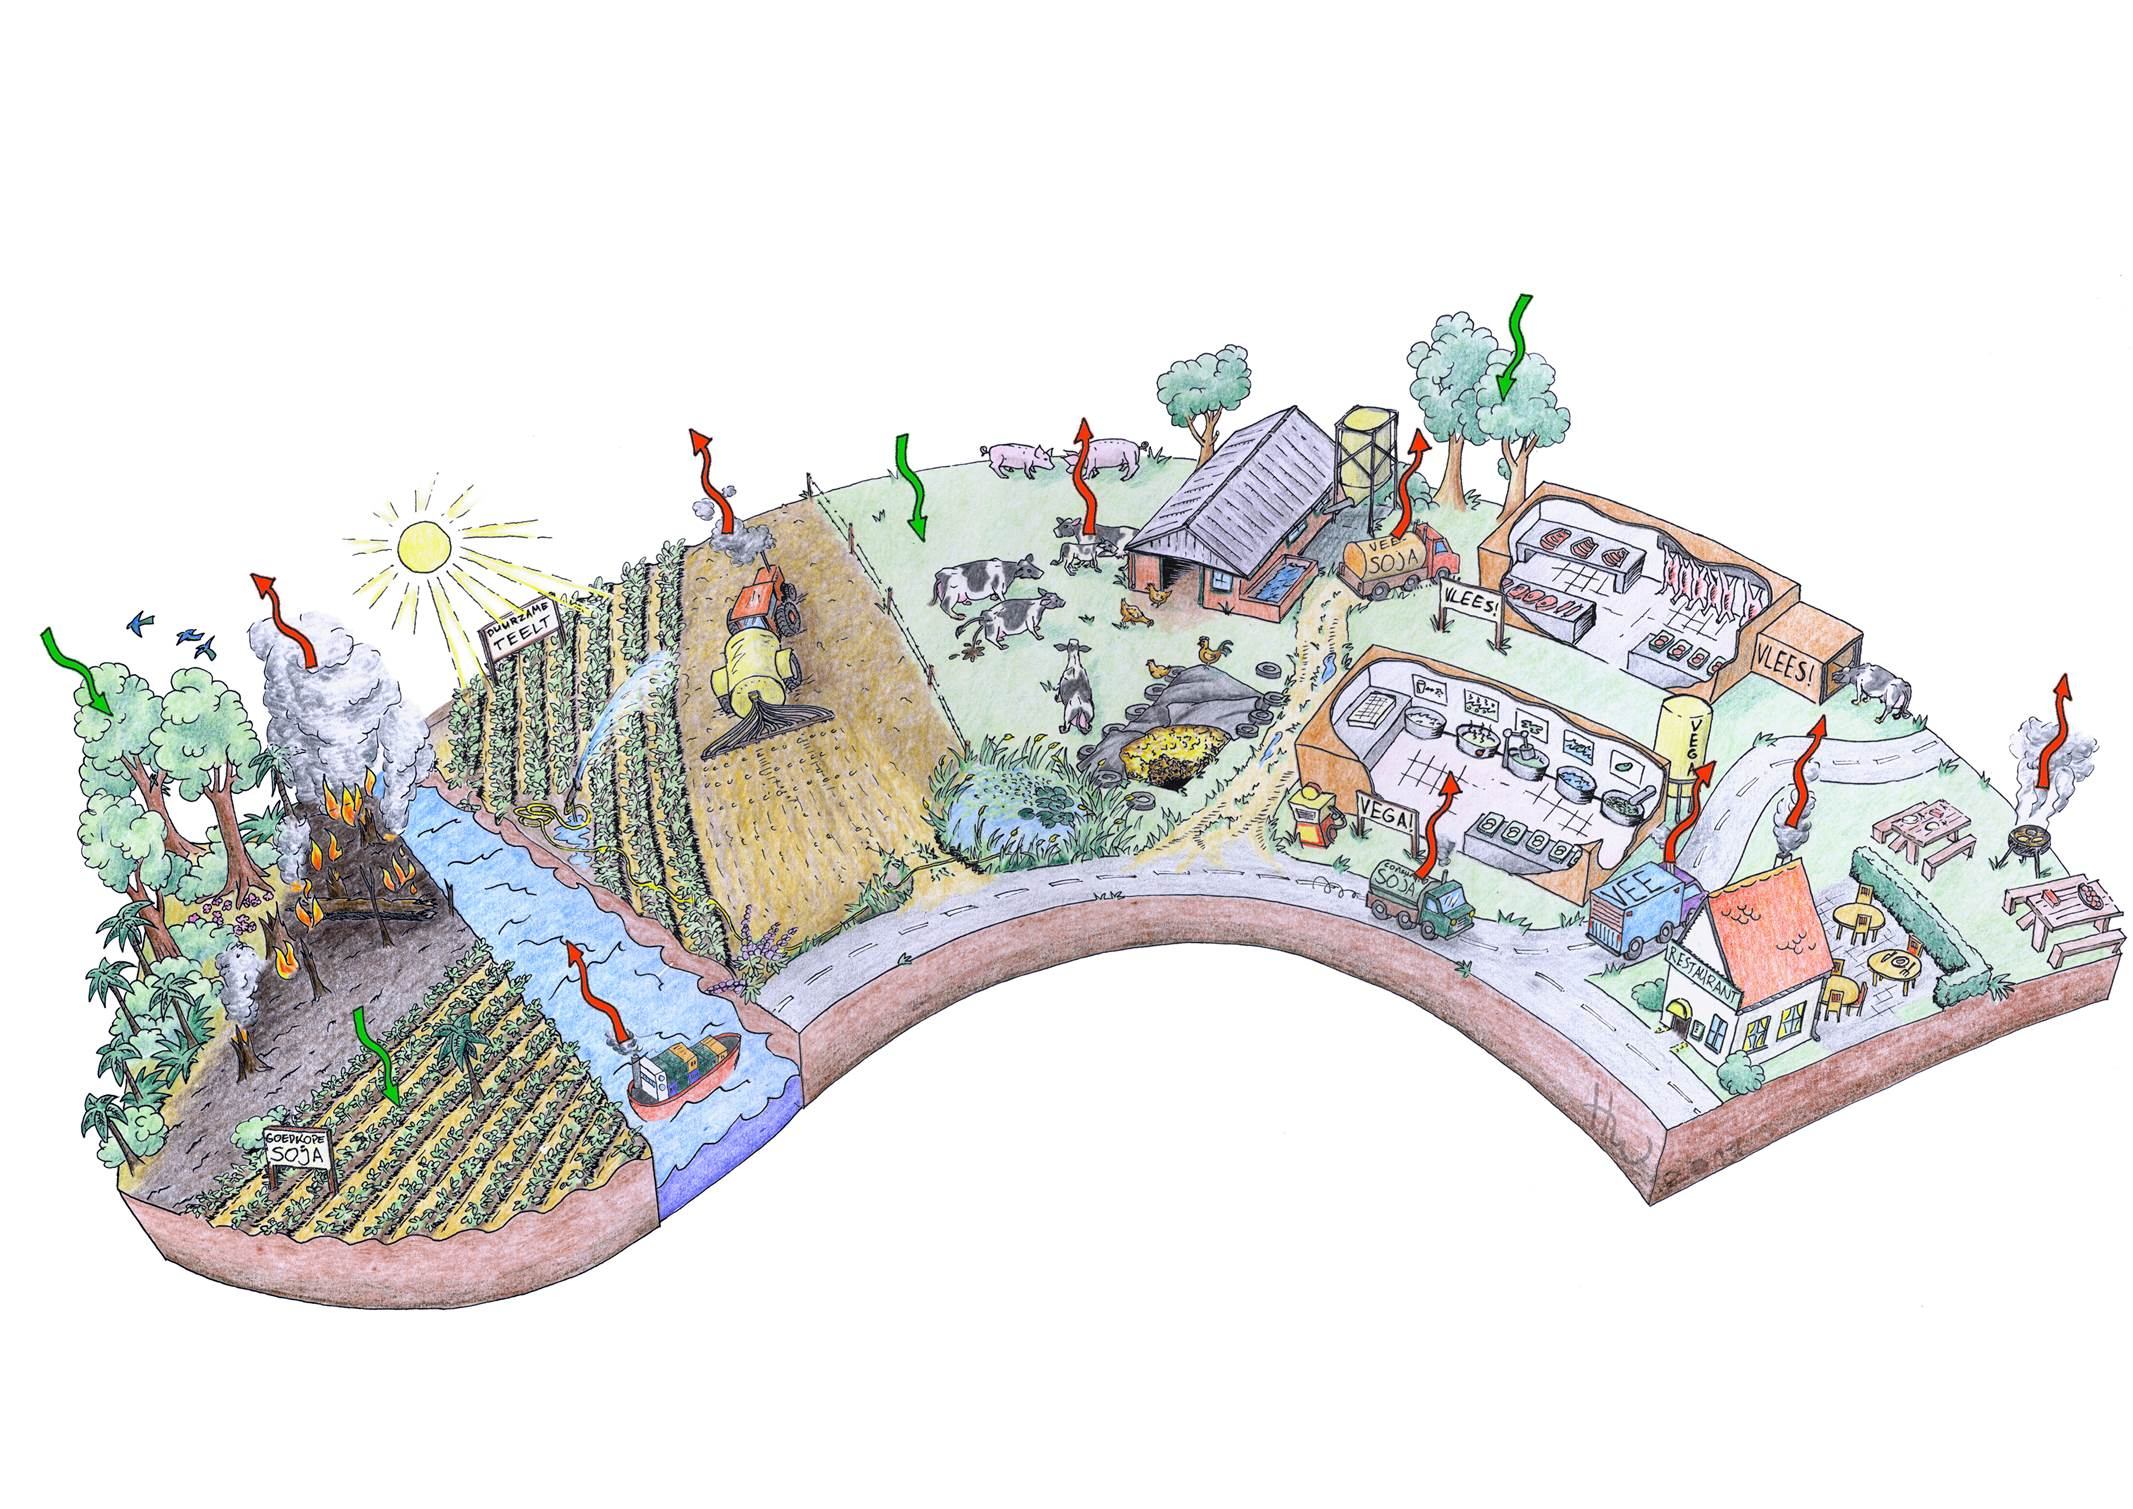 DUURZAME
TEELT
GOEDKOPE
SOJA
VEE
SOJA
VLEES!
VLEES!
VEGA
VEGA!
SOJA
VEE
RESTAURANT